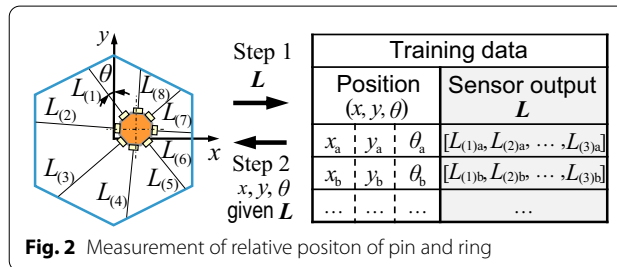 y
θ
L(1)
L(2)
L(3)
L(4)
L(5)
L(6)
L(7)
L(8)
x
Step 1
L
Step 2
x, y, θ
given L
Training data
Position
(x, y, θ)
Sensor output
L
xa ya θa [L(1)a, L(2)a, … , L(3)a]
xb yb θb [L(1)b, L(2)b, … , L(3)b]
… … … …
Fig. 2 Measurement of relative positon of pin and ring